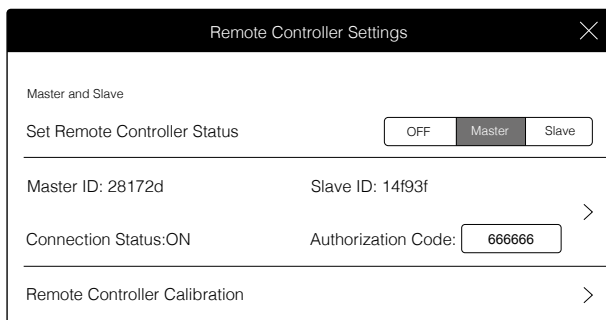 Remote Controller Settings
Master and Slave
Set Remote Controller Status OFF Master Slave
Master ID: 28172d Slave ID: 14f93f
Connection Status:ON Authorization Code: 666666
Remote Controller Calibration